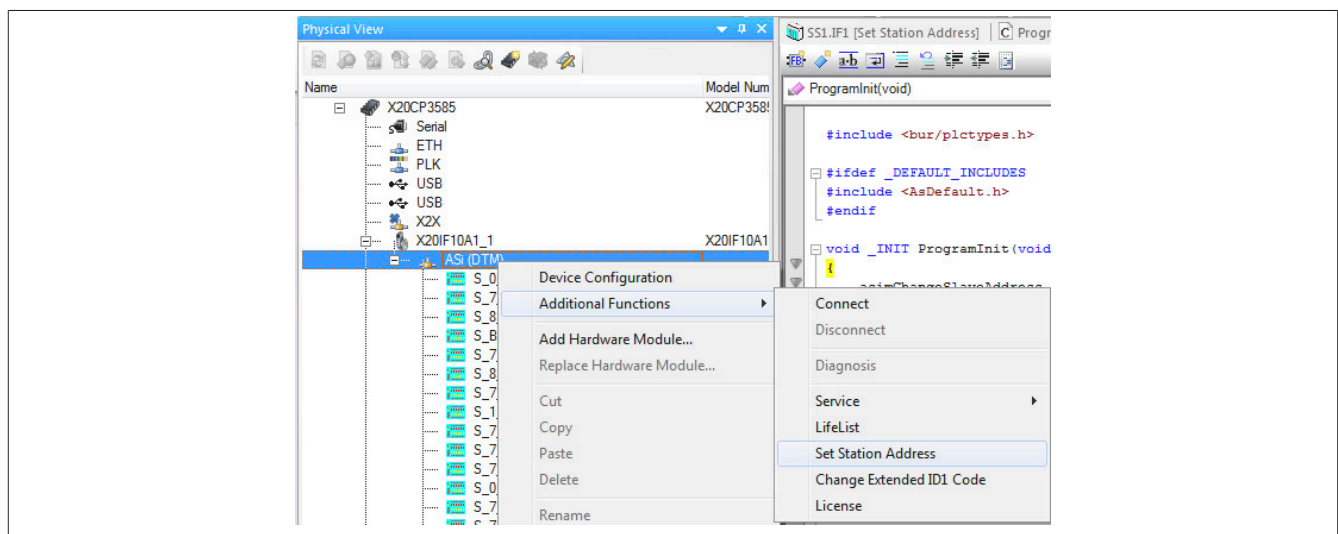 Physical View
Name Model Num
X20CP3585 X20CP358
Serial
ETH
PLK
USB
USB
X2X
X20IF10A1_1 X20IF10A1
ASi (DTM)
S_0
S_7
S_8
S_B
S_7
S_8
S_7
S_1
S_7
S_7
S_7
S_0
S_7
Device Configuration
Additional Functions
Add Hardware Module...
Replace Hardware Module...
Cut
Copy
Paste
Delete
Rename
Connect
Disconnect
Diagnosis
Service
LifeList
Set Station Address
Change Extended ID1 Code
License
SS1.IF1 [Set Station Address] C Progr
FB a·b
ProgramInit(void)
#include <bur/plctypes.h>
#ifdef _DEFAULT_INCLUDES
#include <AsDefault.h>
#endif
void _INIT ProgramInit(void
{